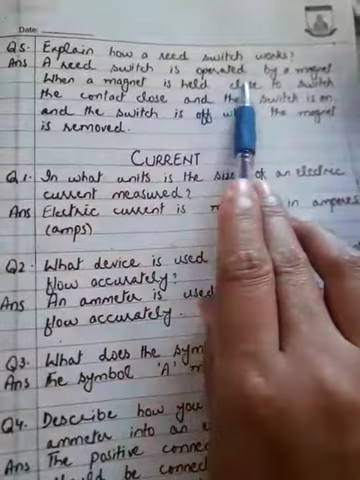 Date:
Q5. Explain how a reed switch works?
Ans A reed switch is operated by a magnet
When a magnet is held close to switch
the contact close and the switch is on
and the switch is off the magnet
is removed.
CURRENT
Q1. In what units is the of an electric
current measured?
Ans Electric current is in amperes
(amps)
Q2. What device is used
flow accurately?
Ans An ammeter is used
flow accurately.
Q3. What does the
Ans The symbol 'A'
Q4. Describe how you
ammeter into an
Ans The positive
should be